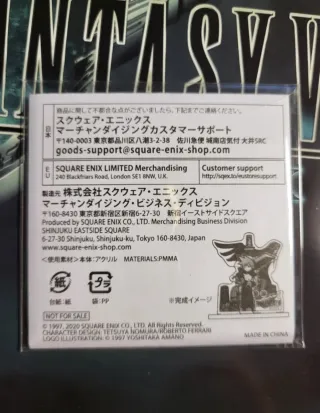 NTASY V
商品に関して不都合な点がございましたら、下記までご連絡ください。
日本
スクウェア・エニックス
マーチャンダイジングカスタマーサポート
〒140-0003 東京都品川区八潮3-2-38 佐川急便 城南店気付 大井SRC
goods-support@square-enix-shop.com
EU
SQUARE ENIX LIMITED Merchandising
240 Blackfriars Road, London SE1 8NW, U.K.
Customer support
製造元 株式会社スクウェア・エニックス
マーチャンダイジング・ビジネス・ディビジョン
〒160-8430 東京都新宿区新宿6-27-30 新宿イーストサイドスクエア
Produced by SQUARE ENIX CO., LTD. Merchandising Business Division
SHINJUKU EASTSIDE SQUARE
6-27-30 Shinjuku, Shinjuku-ku, Tokyo 160-8430 JAPAN
www.square-enix-shop.com
<使用素材>本体:アクリル MATERIALS:PMMA
紙
プラ
台紙:紙
袋:PP
※完成イメージ
NOT FOR SALE
© 1997, 2020 SQUARE ENIX CO., LTD. All Rights Reserved.
CHARACTER DESIGN: TETSUYA NOMURA/ROBERTO FERRARI
LOGO ILLUSTRATION: © 1997 YOSHITAKA AMANO
MADE IN CHINA